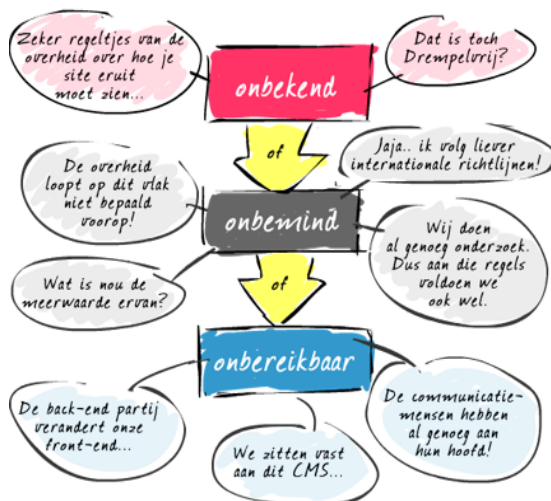 Zeker regeltjes van de
overheid over hoe je
site eruit
moet zien...
Dat is toch
Drempelvrij?
onbekend
of
Jaja.. ik volg liever
internationale richtlijnen!
De overheid
loopt op dit vlak
niet bepaald
voorop!
onbemind
Wij doen
al genoeg onderzoek.
Dus aan die regels
voldoen we
ook wel.
Wat is nou de
meerwaarde ervan?
of
onbereikbaar
De back-end partij
verandert onze
front-end...
We zitten vast
aan dit CMS...
De communicatie-
mensen hebben
al genoeg aan
hun hoofd!